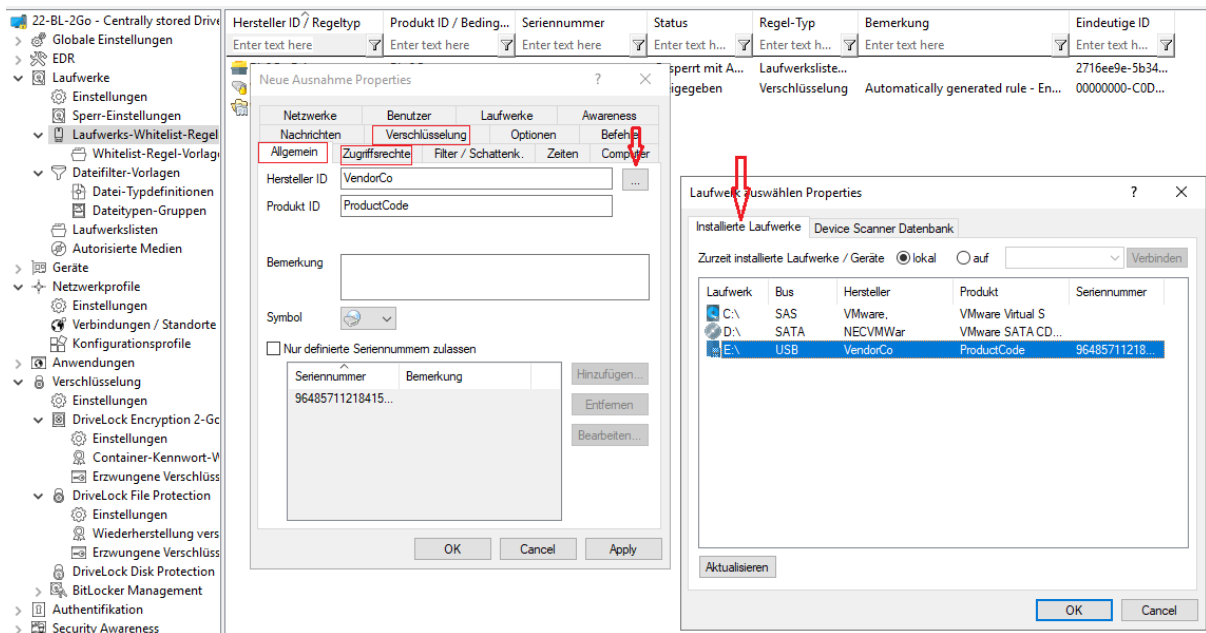 22-BL-2Go - Centrally stored Drive
Globale Einstellungen
EDR
Laufwerke
Einstellungen
Sperr-Einstellungen
Laufwerks-Whitelist-Regel
Whitelist-Regel-Vorlag
Dateifilter-Vorlagen
Datei-Typdefinitionen
Dateitypen-Gruppen
Laufwerkslisten
Autorisierte Medien
Geräte
Netzwerkprofile
Einstellungen
Verbindungen / Standorte
Konfigurationsprofile
Anwendungen
Verschlüsselung
Einstellungen
DriveLock Encryption 2-Go
Einstellungen
Container-Kennwort-W
Erzwungene Verschlüss
DriveLock File Protection
Einstellungen
Wiederherstellung vers
Erzwungene Verschlüss
DriveLock Disk Protection
BitLocker Management
Authentifikation
Security Awareness
Hersteller ID / Regeltyp Produkt ID / Beding... Seriennummer Status Regel-Typ Bemerkung Eindeutige ID
Enter text here Enter text here Enter text here Enter text h... Enter text h... Enter text here Enter text h...
sperrt mit A... Laufwerksliste... 2716ee9e-5b34...
igegeben Verschlüsselung Automatically generated rule - En... 00000000-C0D...
Neue Ausnahme Properties ?
Netzwerke Benutzer Laufwerke Awareness
Nachrichten Verschlüsselung Optionen Befehle
Allgemein Zugriffsrechte Filter / Schattenk. Zeiten Computer
Hersteller ID VendorCo ...
Produkt ID ProductCode
Bemerkung
Symbol
Nur definierte Seriennummern zulassen
Seriennummer Bemerkung Hinzufügen...
96485711218415... Entfernen
Bearbeiten...
OK Cancel Apply
Laufwerk auswählen Properties ?
Installierte Laufwerke Device Scanner Datenbank
Zurzeit installierte Laufwerke / Geräte lokal auf Verbinden
Laufwerk Bus Hersteller Produkt Seriennummer
C:\ SAS VMware, VMware Virtual S
D:\ SATA NECVMWar VMware SATA CD...
E:\ USB VendorCo ProductCode 96485711218...
Aktualisieren
OK Cancel